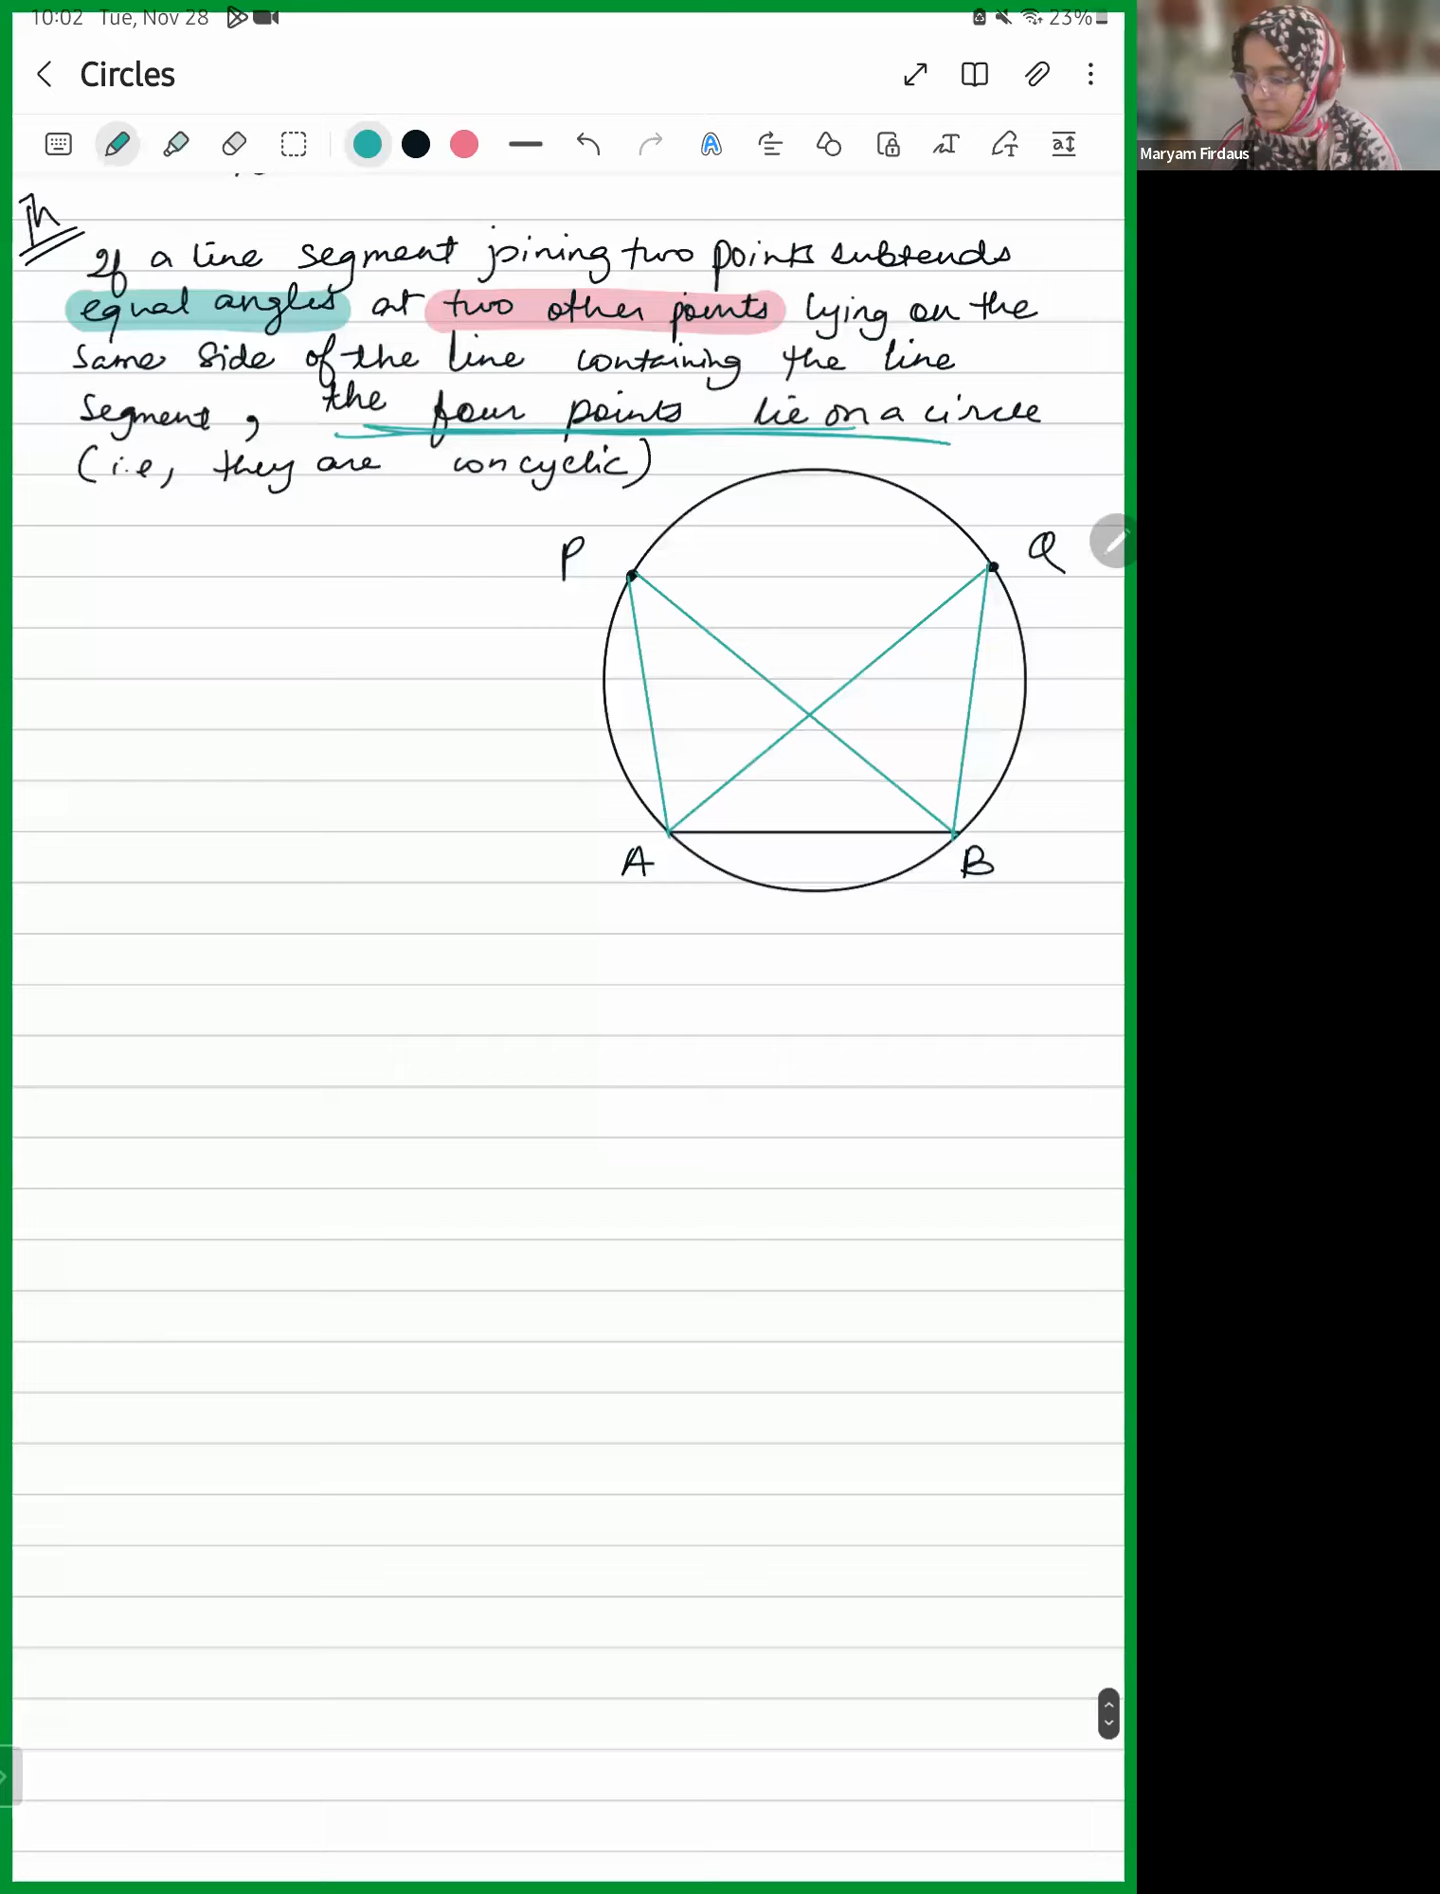 10:02 Tue, Nov 28
23%
Circles
Maryam Firdaus
Th
If a line segment joining two points subtends
equal angles at two other points lying on the
same side of the line containing the line
segment, the four points lie on a circle
(i.e, they are concyclic)
P
Q
A
B